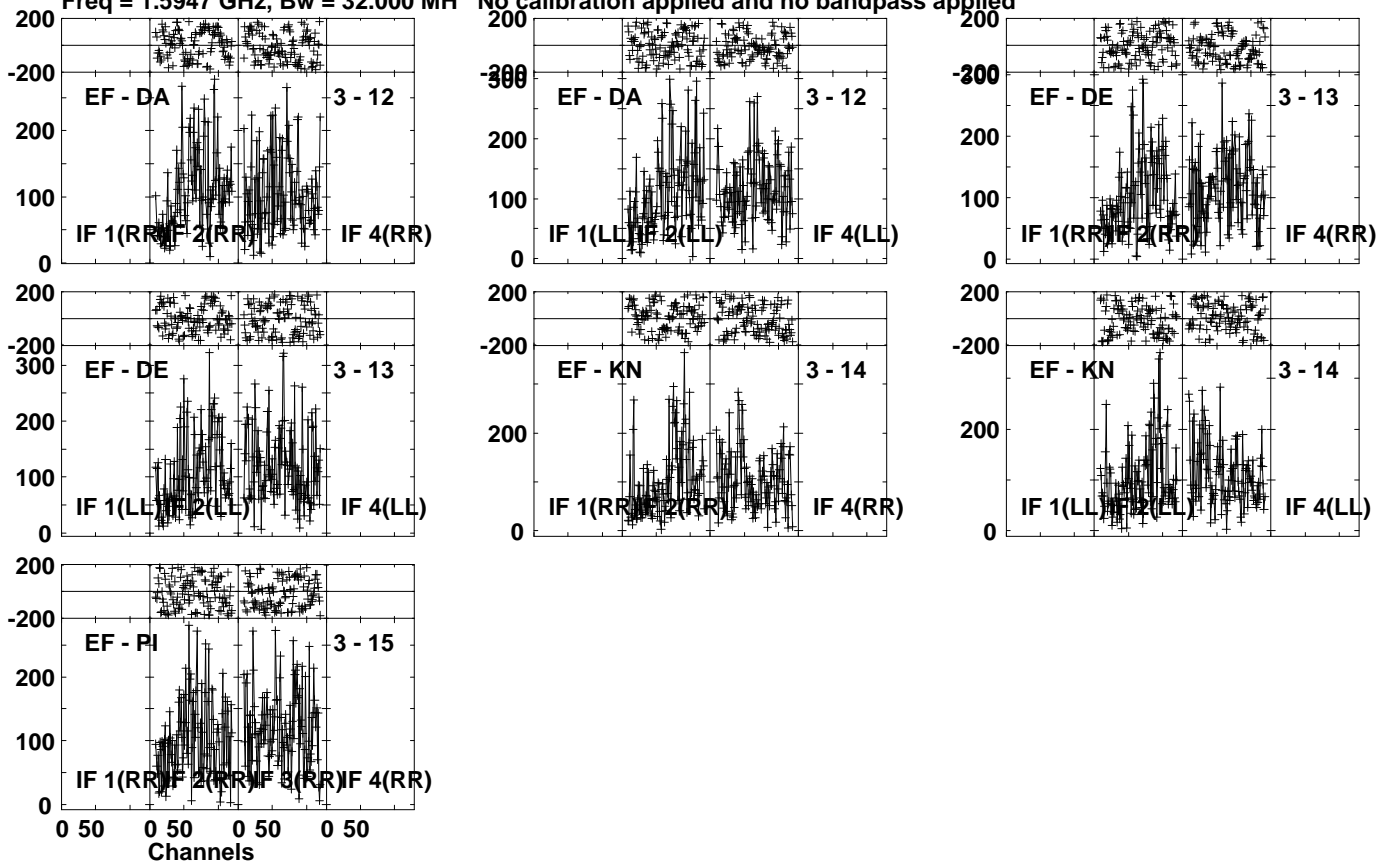 Freq = 1.5947 GHz, Bw = 32.000 MH No calibration applied and no bandpass applied
200
-200
EF - DA 3 - 12
200
100
IF 1(RR) IF 2(RR) IF 4(RR)
0
-200
300
EF - DA 3 - 12
200
100
IF 1(LL) IF 2(LL) IF 4(LL)
0
-200
300
EF - DE 3 - 13
200
100
IF 1(RR) IF 2(RR) IF 4(RR)
0
200
-200
300
EF - DE 3 - 13
200
100
IF 1(LL) IF 2(LL) IF 4(LL)
0
200
-200
EF - KN 3 - 14
200
IF 1(RR) IF 2(RR) IF 4(RR)
0
200
-200
EF - KN 3 - 14
200
IF 1(LL) IF 2(LL) IF 4(LL)
0
200
-200
EF - PI 3 - 15
200
100
IF 1(RR) IF 2(RR) IF 3(RR) IF 4(RR)
0
0 50 0 50 0 50 0 50
Channels